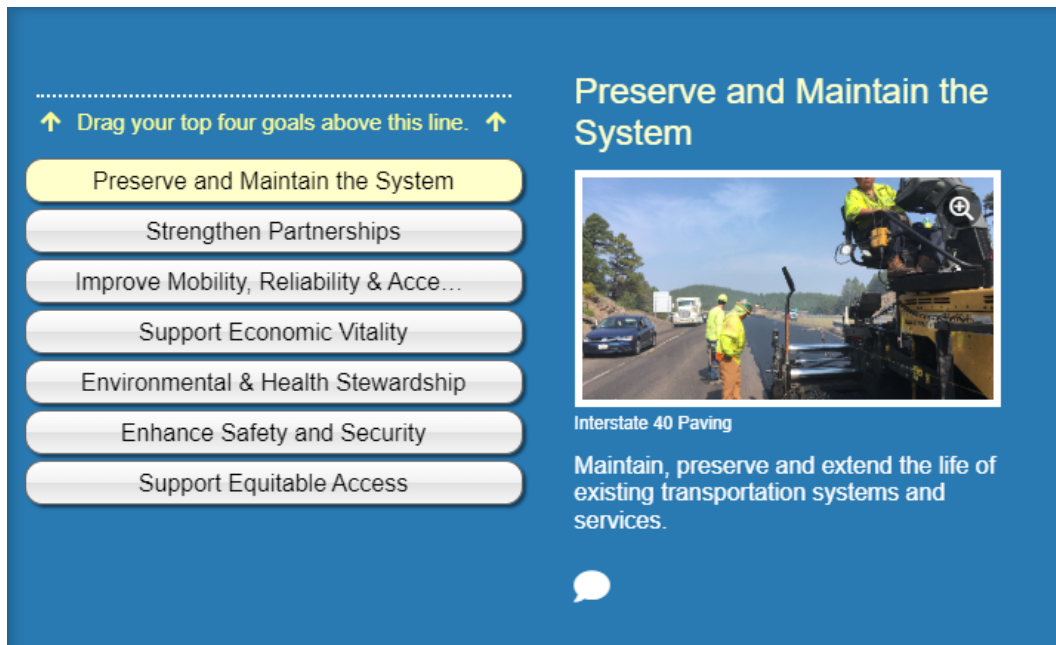 Drag your top four goals above this line.
Preserve and Maintain the System
Strengthen Partnerships
Improve Mobility, Reliability & Acce...
Support Economic Vitality
Environmental & Health Stewardship
Enhance Safety and Security
Support Equitable Access
Preserve and Maintain the
System
Interstate 40 Paving
Maintain, preserve and extend the life of
existing transportation systems and
services.